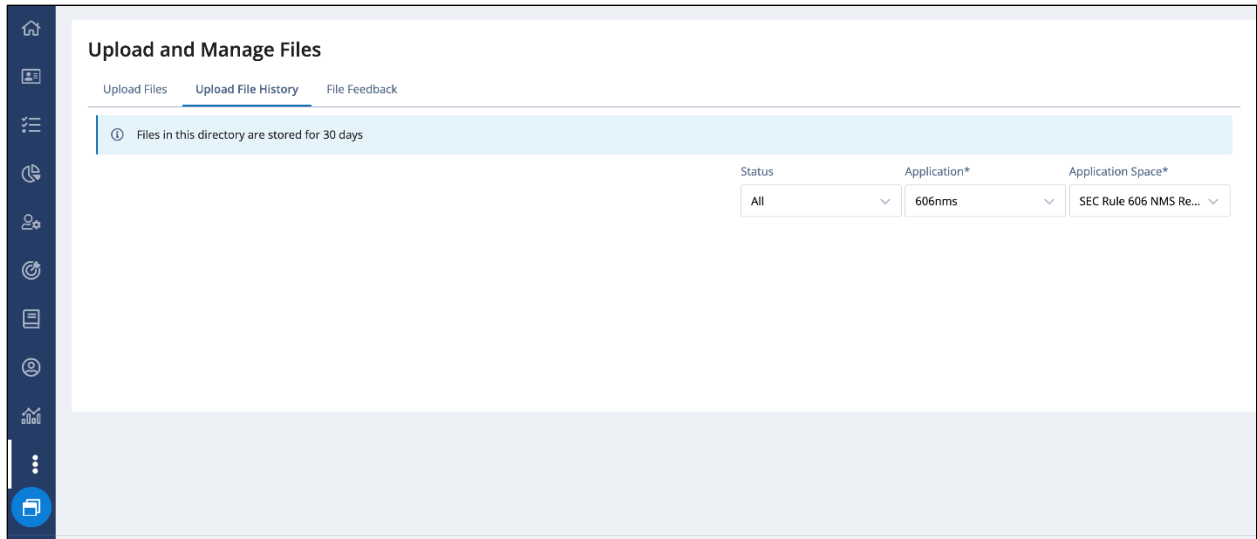 Upload and Manage Files
Upload Files Upload File History File Feedback
Files in this directory are stored for 30 days
Status Application* Application Space*
All 606nms SEC Rule 606 NMS Re...